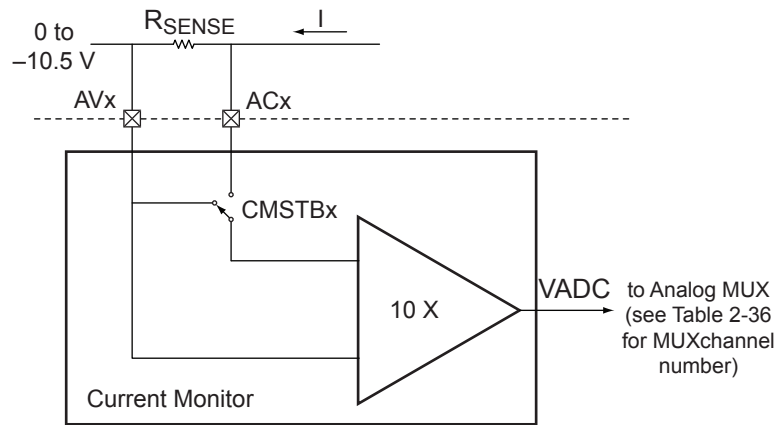 0 to
–10.5 V
RSENSE
I
AVx
ACx
CMSTBx
10 X
VADC
to Analog MUX
(see Table 2-36
for MUXchannel
number)
Current Monitor